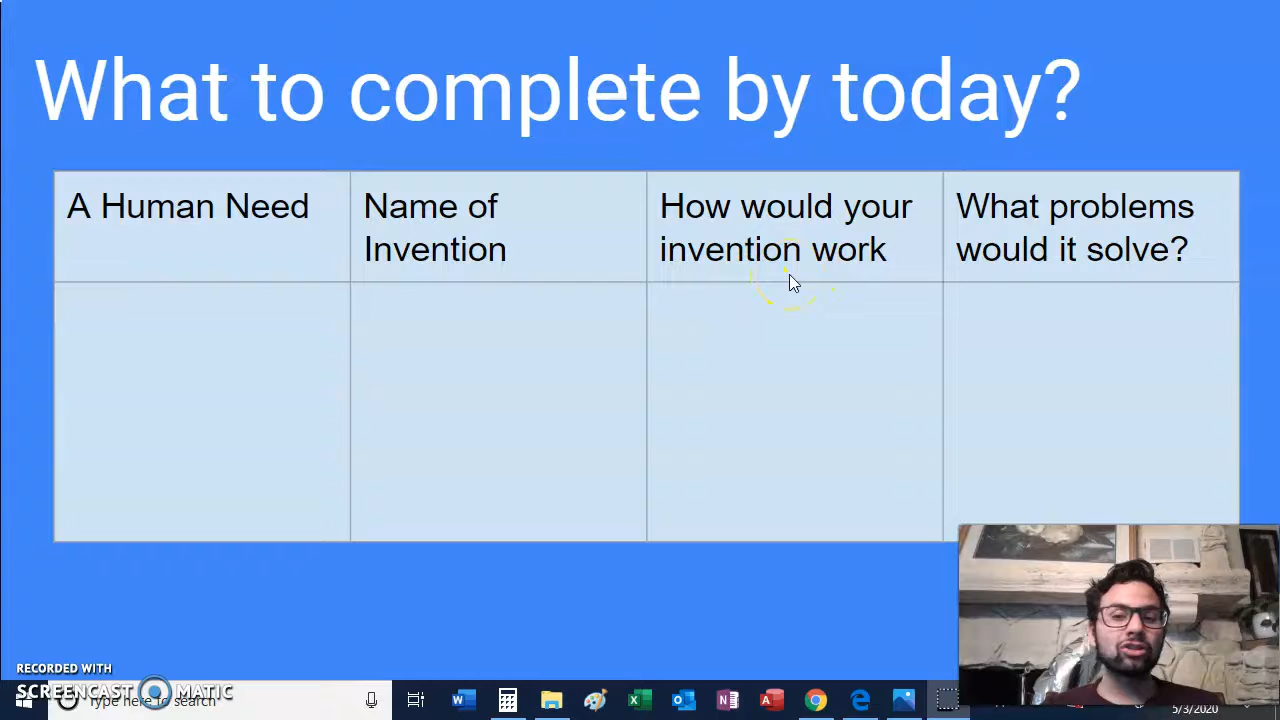 What to complete by today?
A Human Need
Name of
Invention
How would your
invention work
What problems
would it solve?
RECORDED WITH
SCREENCAST MATIC
Type here to search
5/3/2020